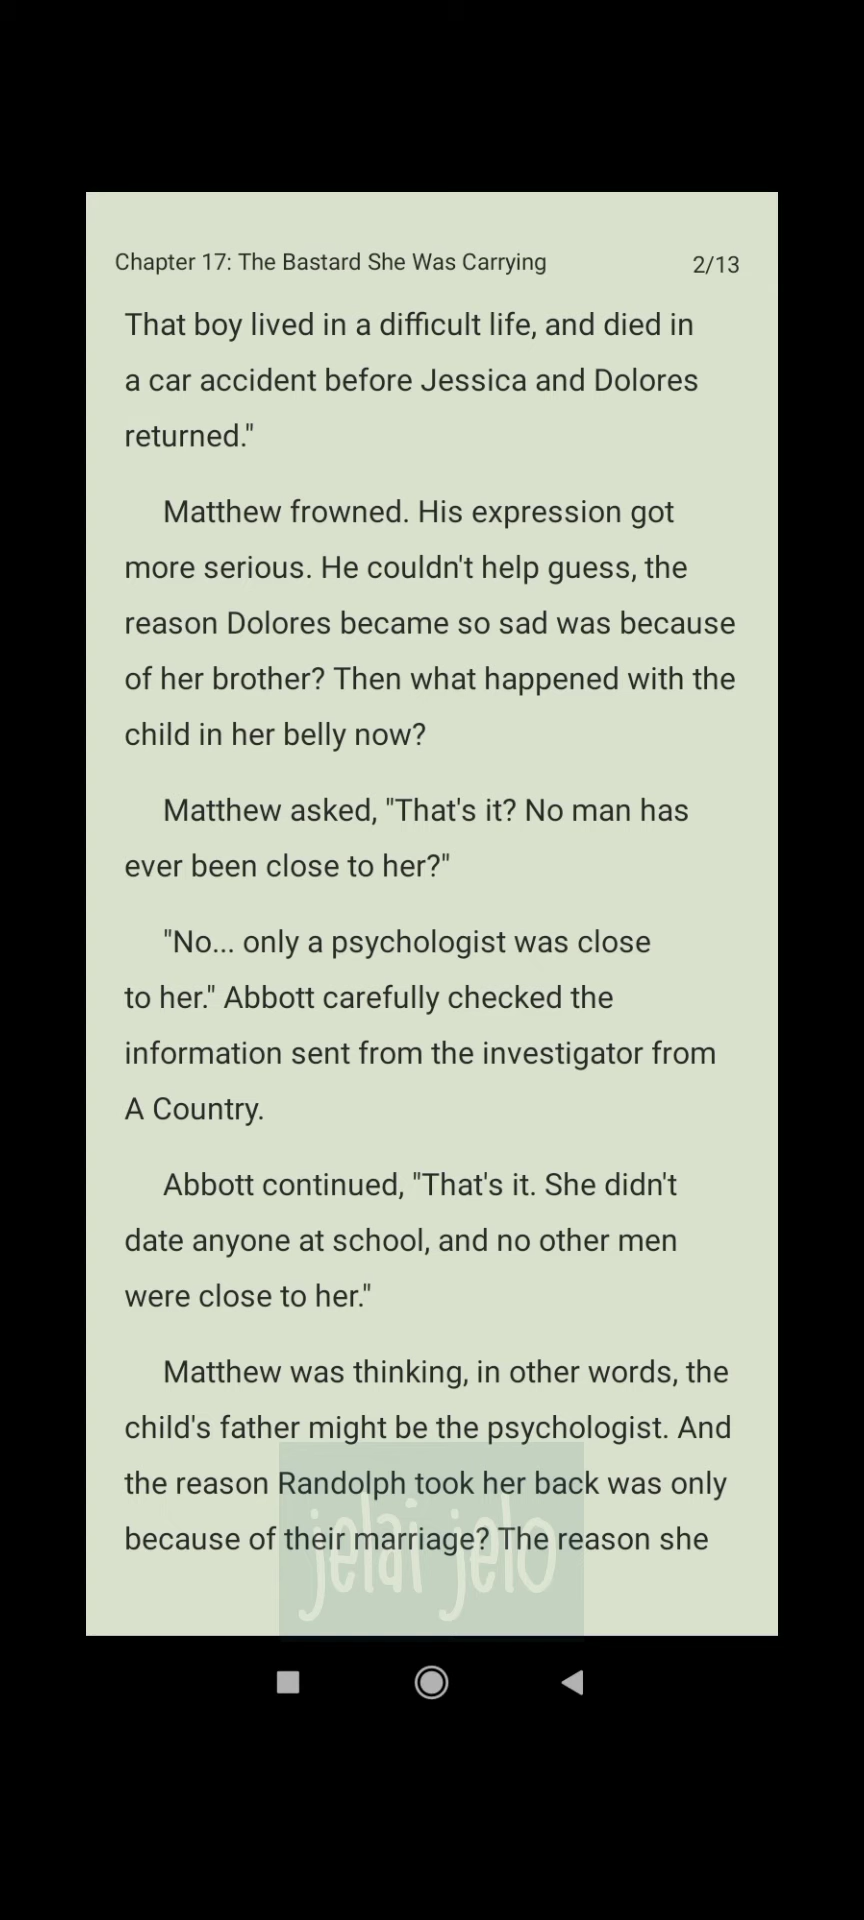 Chapter 17: The Bastard She Was Carrying 2/13
That boy lived in a difficult life, and died in
a car accident before Jessica and Dolores
returned."
Matthew frowned. His expression got
more serious. He couldn't help guess, the
reason Dolores became so sad was because
of her brother? Then what happened with the
child in her belly now?
Matthew asked, "That's it? No man has
ever been close to her?"
"No... only a psychologist was close
to her." Abbott carefully checked the
information sent from the investigator from
A Country.
Abbott continued, "That's it. She didn't
date anyone at school, and no other men
were close to her."
Matthew was thinking, in other words, the
child's father might be the psychologist. And
the reason Randolph took her back was only
because of their marriage? The reason she
jelai jelo